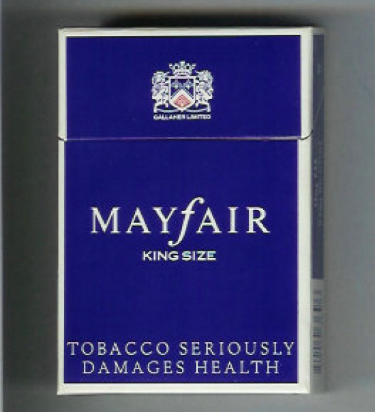 GALLAHER LIMITED
MAYfAIR
KING SIZE
TOBACCO SERIOUSLY
DAMAGES HEALTH